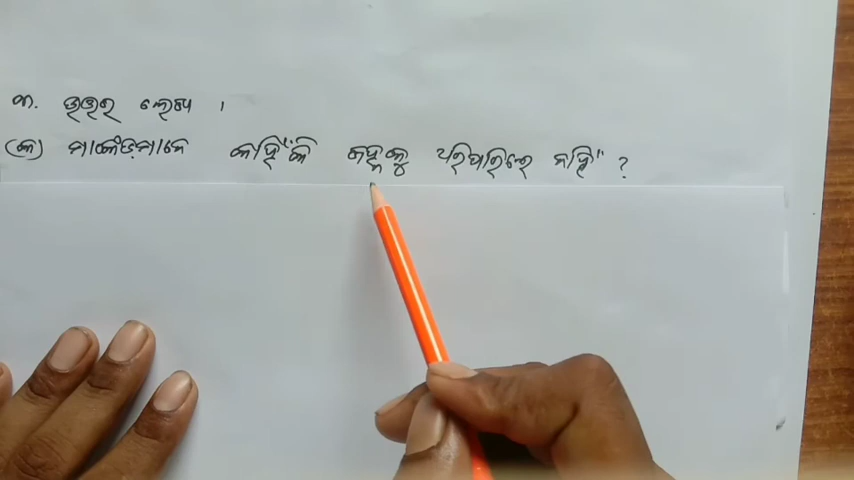 ୩. ଉତ୍ତର ଲେଖ ।
(କ) ମାଙ୍କଡ଼ମାନେ କାହିଁକି ଜହ୍ନକୁ ଧରିପାରିଲେ ନାହିଁ ?